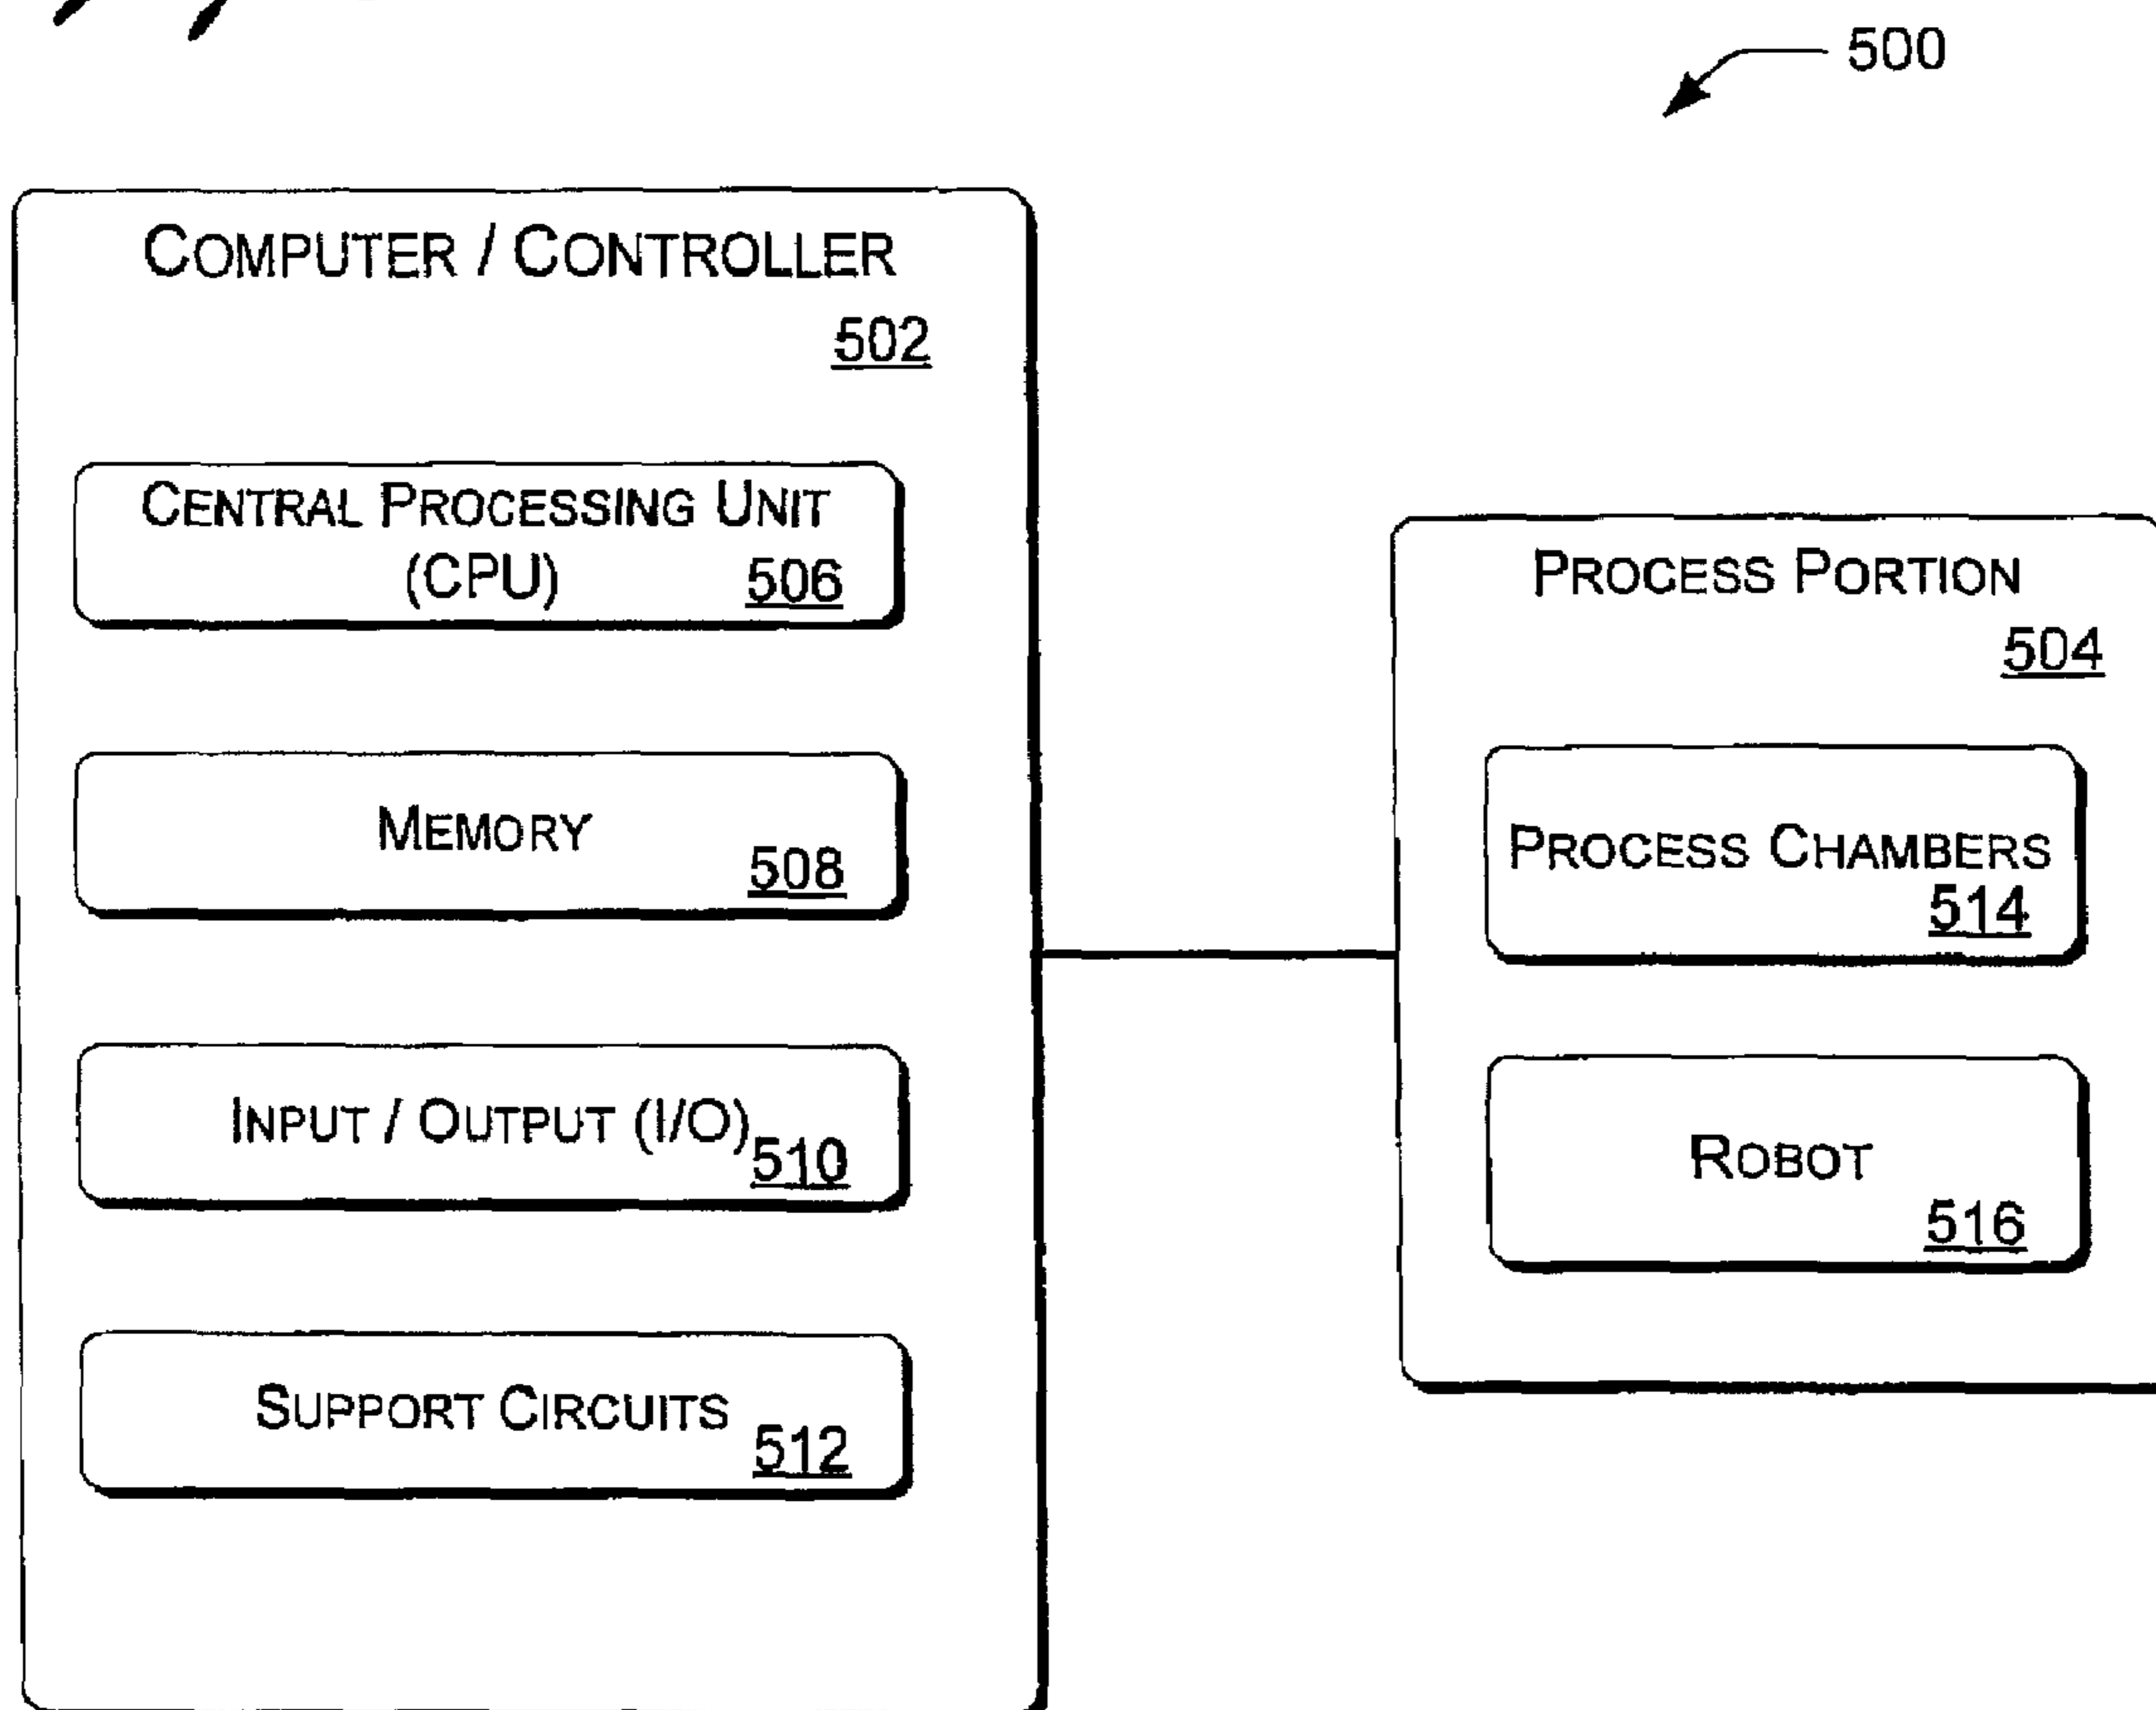 500
COMPUTER / CONTROLLER
502
CENTRAL PROCESSING UNIT
(CPU) 506
MEMORY
508
INPUT / OUTPUT (I/O)
510
SUPPORT CIRCUITS
512
PROCESS PORTION
504
PROCESS CHAMBERS
514
ROBOT
516